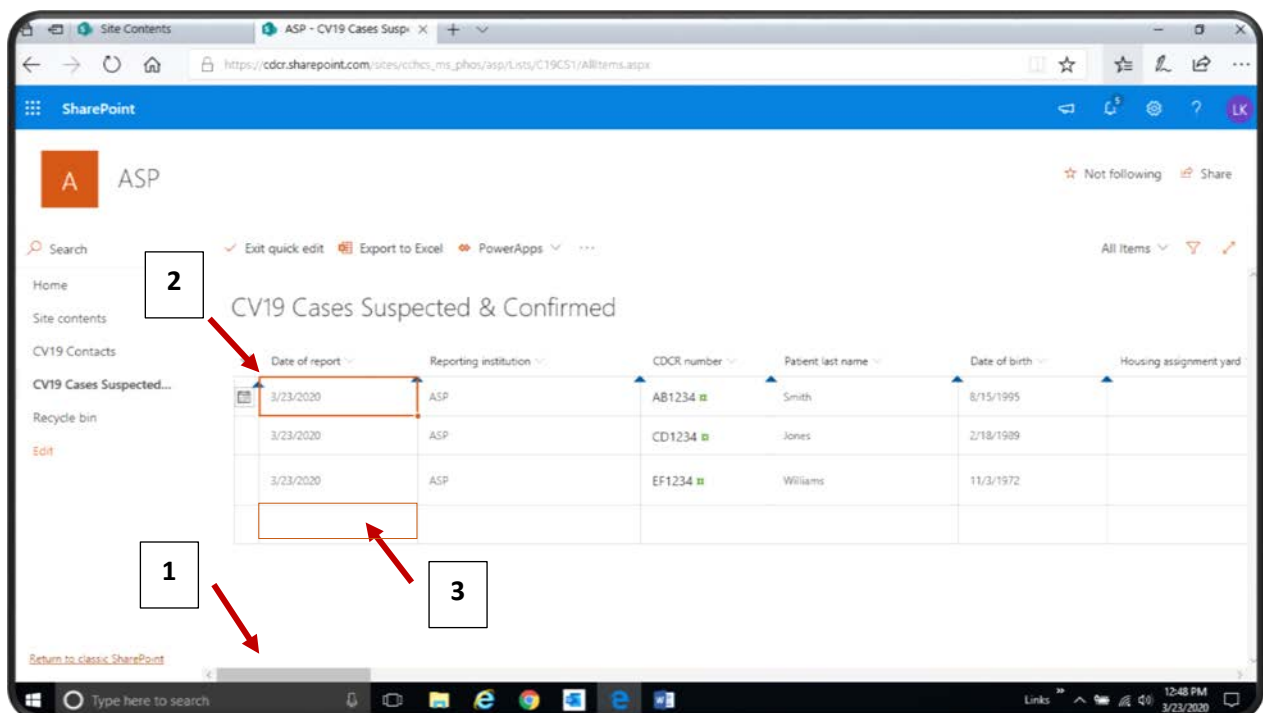 Site Contents
ASP - CV19 Cases Susp
https://cdcr.sharepoint.com/sites/cchcs_ms_phos/asp/Lists/C19CS1/AllItems.aspx
SharePoint
5
?
LK
A
ASP
Not following
Share
Search
Exit quick edit
Export to Excel
PowerApps
All Items
2
Home
Site contents
CV19 Contacts
CV19 Cases Suspected...
Recycle bin
Edit
CV19 Cases Suspected & Confirmed
Date of report Reporting institution CDCR number Patient last name Date of birth Housing assignment yard
3/23/2020 ASP AB1234 Smith 8/15/1995
3/23/2020 ASP CD1234 Jones 2/18/1989
3/23/2020 ASP EF1234 Williams 11/3/1972
1
3
Return to classic SharePoint
Type here to search
Links
12:48 PM
3/23/2020